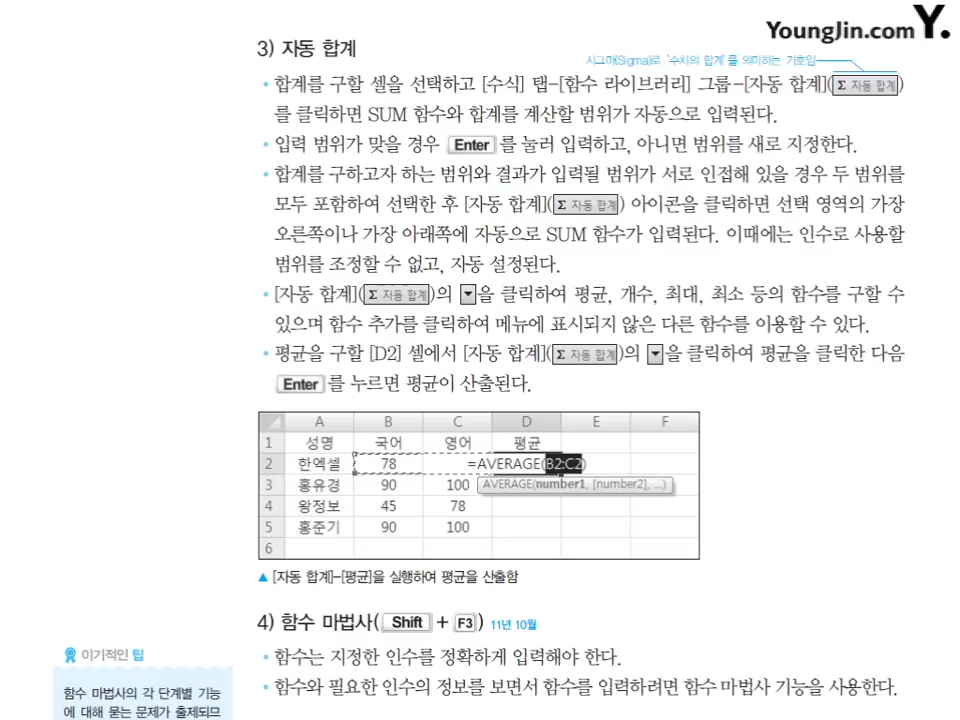 YoungJin.com Y.
3) 자동 합계
시그마(Sigma)로 '수치의 합계'를 의미하는 기호임
• 합계를 구할 셀을 선택하고 [수식] 탭-[함수 라이브러리] 그룹-[자동 합계](Σ 자동 합계)
를 클릭하면 SUM 함수와 합계를 계산할 범위가 자동으로 입력된다.
• 입력 범위가 맞을 경우 Enter 를 눌러 입력하고, 아니면 범위를 새로 지정한다.
• 합계를 구하고자 하는 범위와 결과가 입력될 범위가 서로 인접해 있을 경우 두 범위를
모두 포함하여 선택한 후 [자동 합계](Σ 자동 합계) 아이콘을 클릭하면 선택 영역의 가장
오른쪽이나 가장 아래쪽에 자동으로 SUM 함수가 입력된다. 이때에는 인수로 사용할
범위를 조정할 수 없고, 자동 설정된다.
• [자동 합계](Σ 자동 합계)의 ▼을 클릭하여 평균, 개수, 최대, 최소 등의 함수를 구할 수
있으며 함수 추가를 클릭하여 메뉴에 표시되지 않은 다른 함수를 이용할 수 있다.
• 평균을 구할 [D2] 셀에서 [자동 합계](Σ 자동 합계)의 ▼을 클릭하여 평균을 클릭한 다음
Enter 를 누르면 평균이 산출된다.
A B C D E F
1 성명 국어 영어 평균
2 한엑셀 78 =AVERAGE(B2:C2)
3 홍유경 90 100 AVERAGE(number1, [number2], ...)
4 왕정보 45 78
5 홍준기 90 100
6
▲ [자동 합계]-[평균]을 실행하여 평균을 산출함
4) 함수 마법사(Shift + F3) 11년 10월
• 함수는 지정한 인수를 정확하게 입력해야 한다.
• 함수와 필요한 인수의 정보를 보면서 함수를 입력하려면 함수 마법사 기능을 사용한다.
이기적인 팁
함수 마법사의 각 단계별 기능
에 대해 묻는 문제가 출제되므